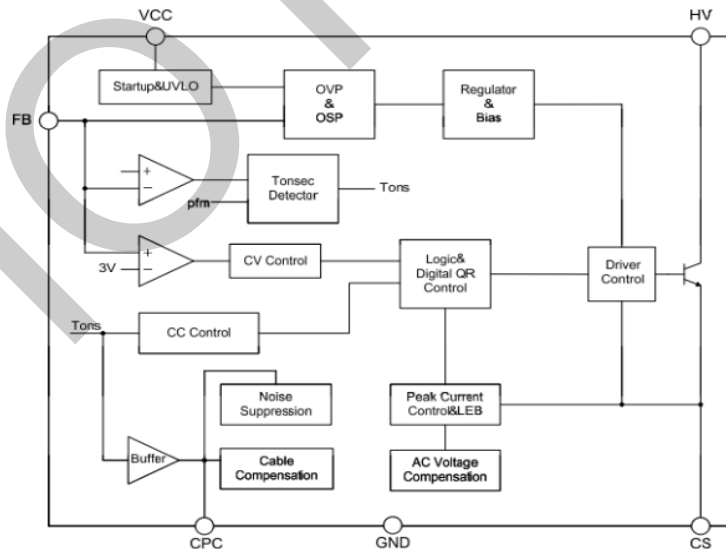 VCC
HV
Startup&UVLO
OVP
&
OSP
Regulator
&
Bias
FB
+
−
pfm
Tonsec
Detector
Tons
+
3V
−
CV Control
Logic&
Digital QR
Control
Driver
Control
Tons
CC Control
Noise
Suppression
Peak Current
Control&LEB
Buffer
Cable
Compensation
AC Voltage
Compensation
CPC
GND
CS